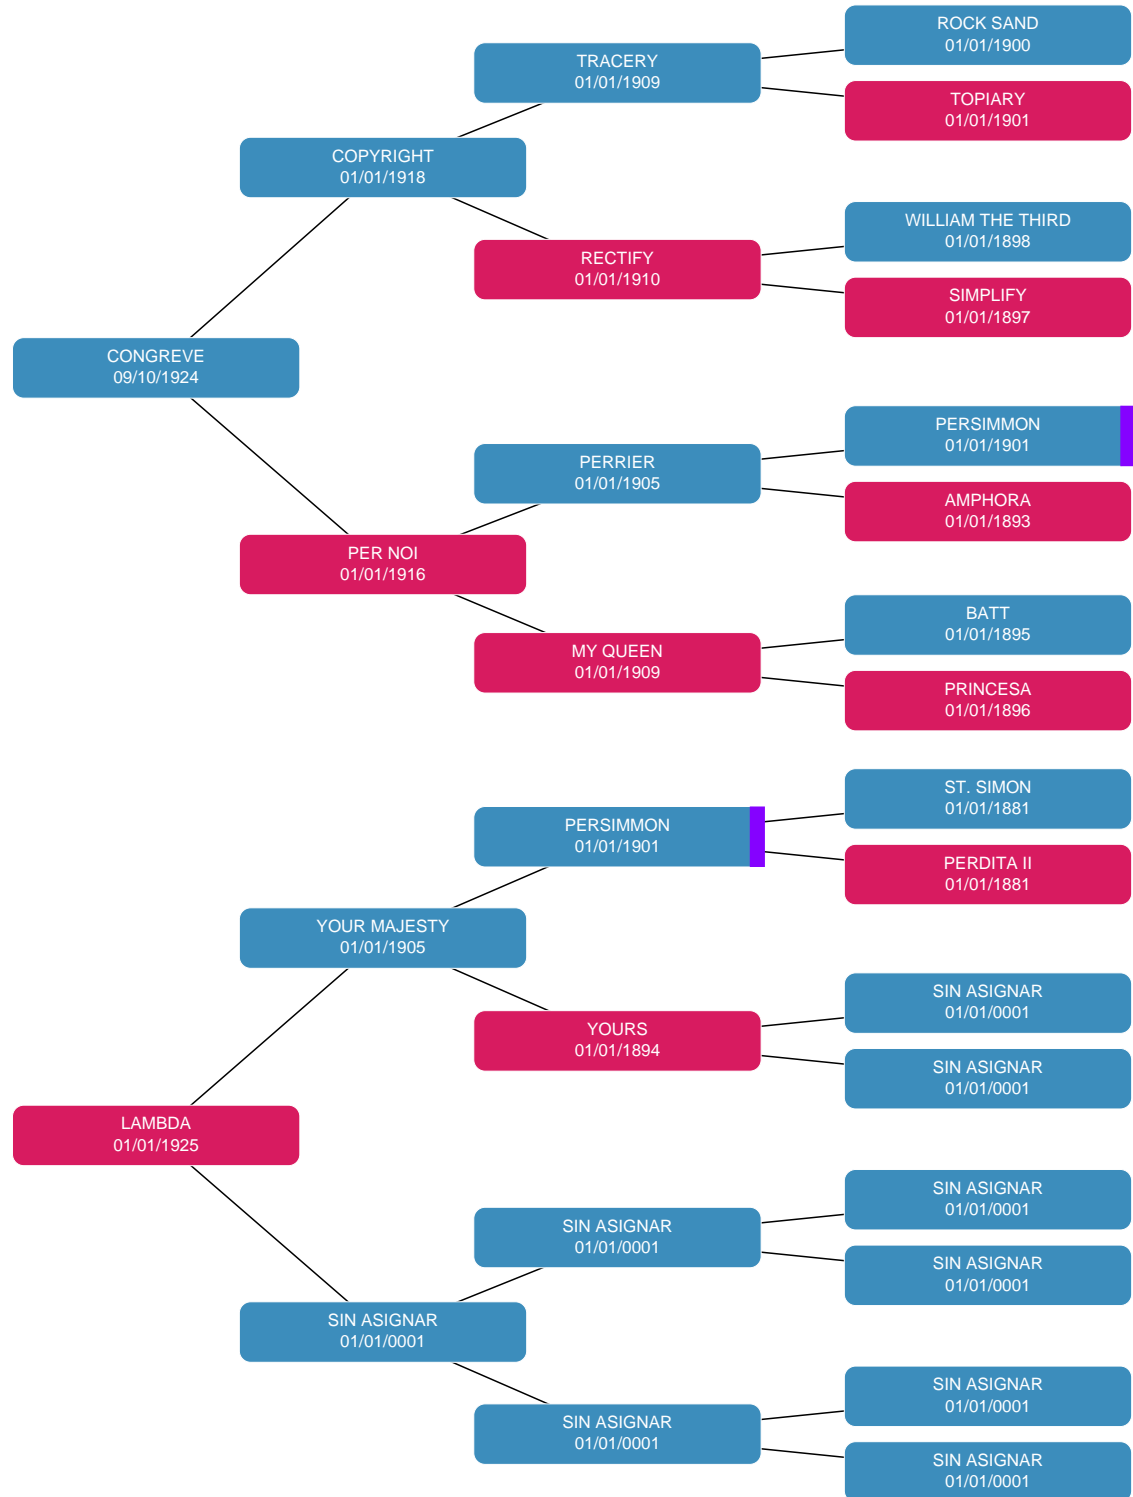 ROCK SAND
01/01/1900
TRACERY
01/01/1909
TOPIARY
01/01/1901
COPYRIGHT
01/01/1918
WILLIAM THE THIRD
01/01/1898
RECTIFY
01/01/1910
SIMPLIFY
01/01/1897
CONGREVE
09/10/1924
PERSIMMON
01/01/1901
PERRIER
01/01/1905
AMPHORA
01/01/1893
PER NOI
01/01/1916
BATT
01/01/1895
MY QUEEN
01/01/1909
PRINCESA
01/01/1896
ST. SIMON
01/01/1881
PERSIMMON
01/01/1901
PERDITA II
01/01/1881
YOUR MAJESTY
01/01/1905
SIN ASIGNAR
01/01/0001
YOURS
01/01/1894
SIN ASIGNAR
01/01/0001
LAMBDA
01/01/1925
SIN ASIGNAR
01/01/0001
SIN ASIGNAR
01/01/0001
SIN ASIGNAR
01/01/0001
SIN ASIGNAR
01/01/0001
SIN ASIGNAR
01/01/0001
SIN ASIGNAR
01/01/0001
SIN ASIGNAR
01/01/0001